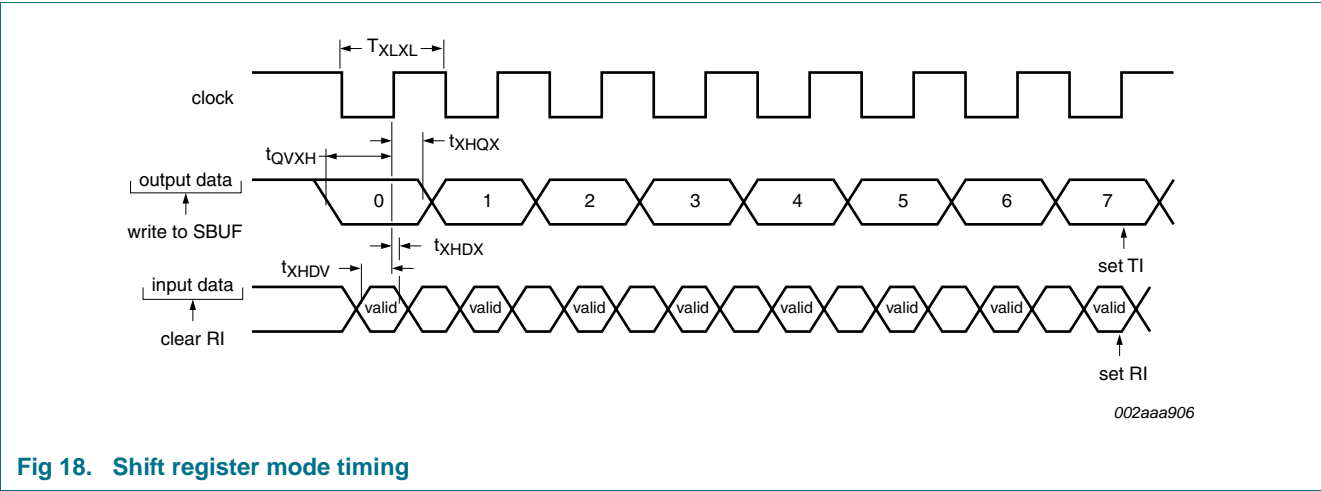 TXLXL
clock
tXHQX
tQVXH
output data
0 1 2 3 4 5 6 7
write to SBUF
tXHDX
set TI
tXHDV
input data
valid valid valid valid valid valid valid valid
clear RI
set RI
002aaa906
Fig 18. Shift register mode timing